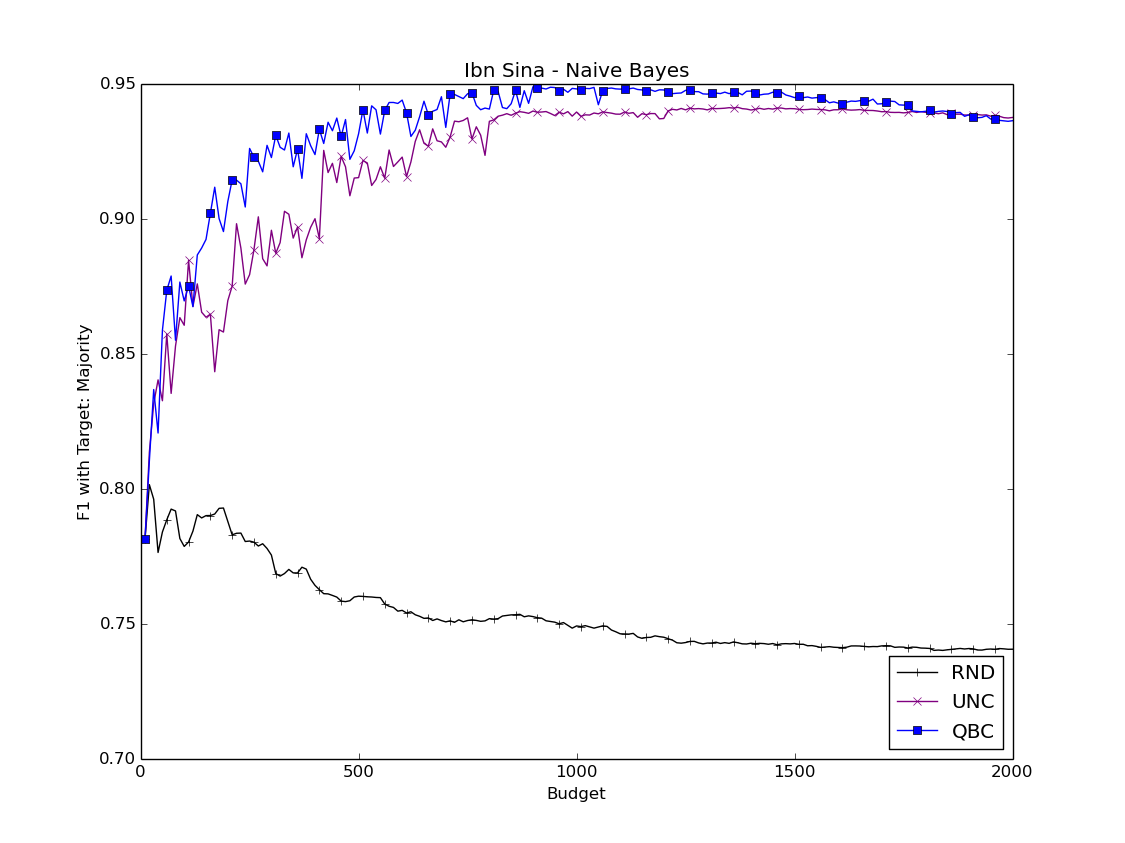 Ibn Sina - Naive Bayes
0.95
0.90
0.85
0.80
0.75
0.70
F1 with Target: Majority
RND
UNC
QBC
0 500 1000 1500 2000
Budget